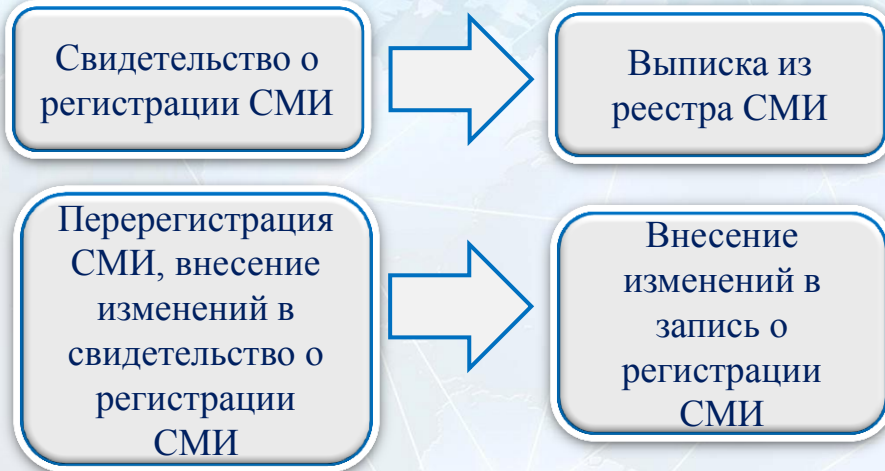 Свидетельство о
регистрации СМИ
Выписка из
реестра СМИ
Перерегистрация
СМИ, внесение
изменений в
свидетельство о
регистрации
СМИ
Внесение
изменений в
запись о
регистрации
СМИ